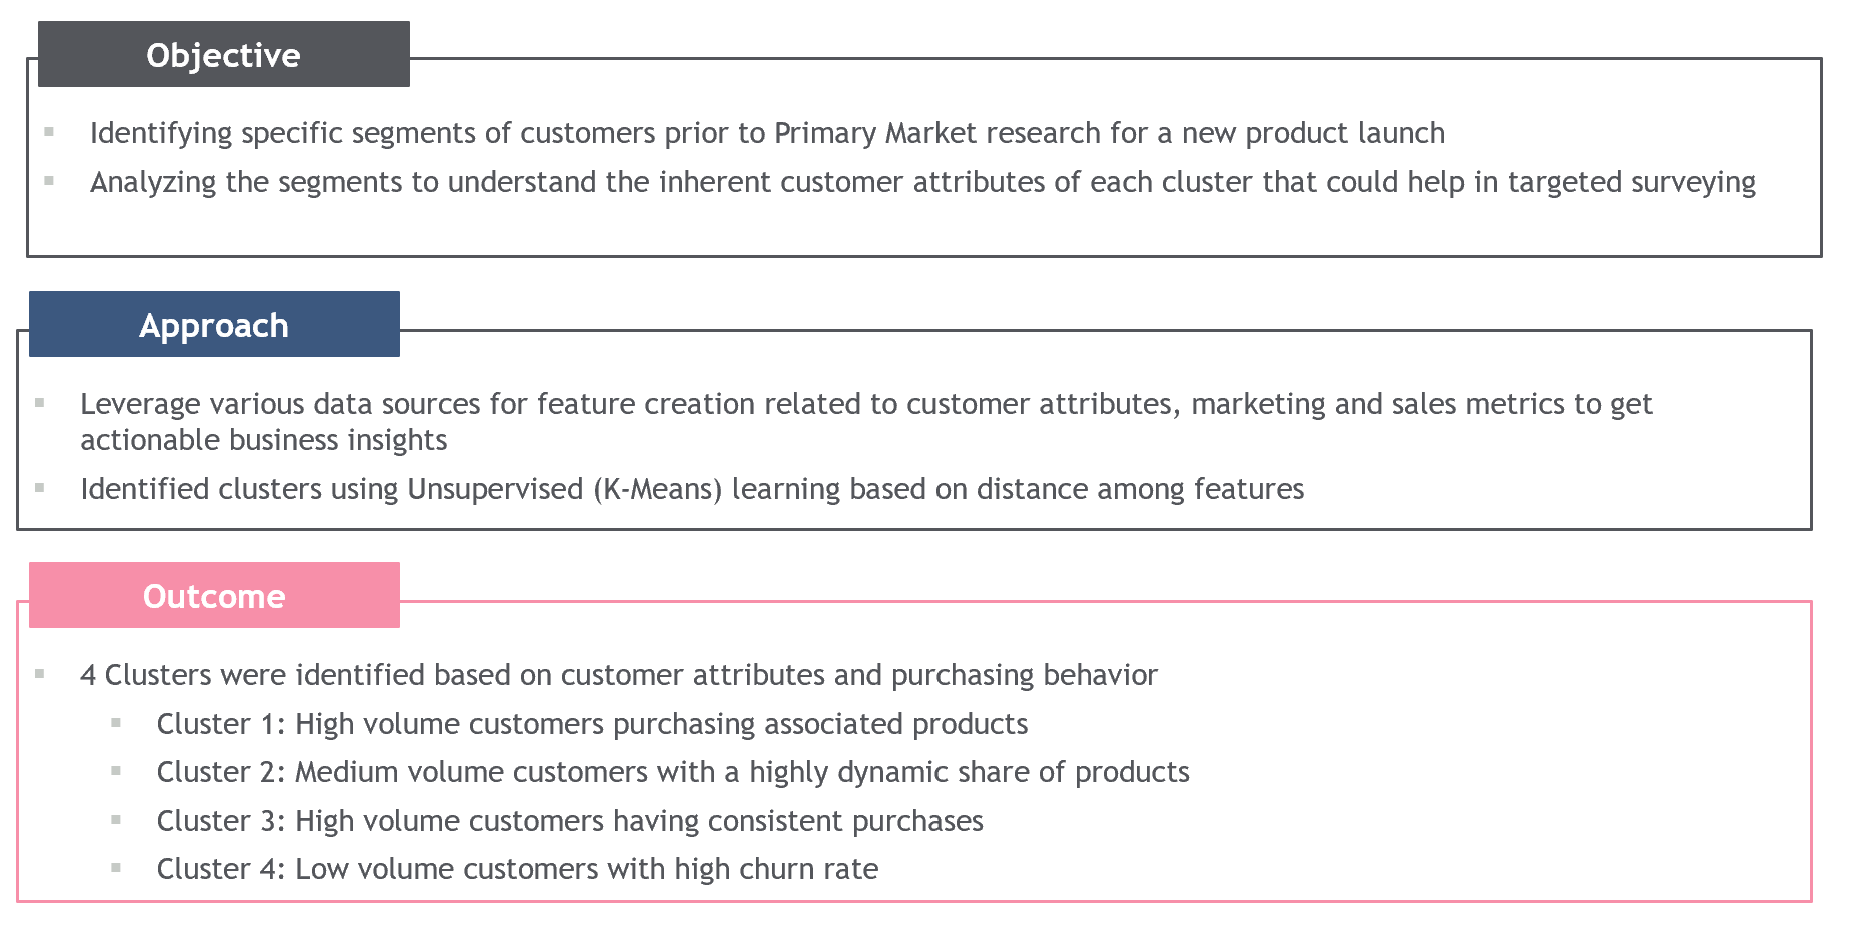 Objective
Identifying specific segments of customers prior to Primary Market research for a new product launch
Analyzing the segments to understand the inherent customer attributes of each cluster that could help in targeted surveying
Approach
Leverage various data sources for feature creation related to customer attributes, marketing and sales metrics to get
actionable business insights
Identified clusters using Unsupervised (K-Means) learning based on distance among features
Outcome
4 Clusters were identified based on customer attributes and purchasing behavior
Cluster 1: High volume customers purchasing associated products
Cluster 2: Medium volume customers with a highly dynamic share of products
Cluster 3: High volume customers having consistent purchases
Cluster 4: Low volume customers with high churn rate